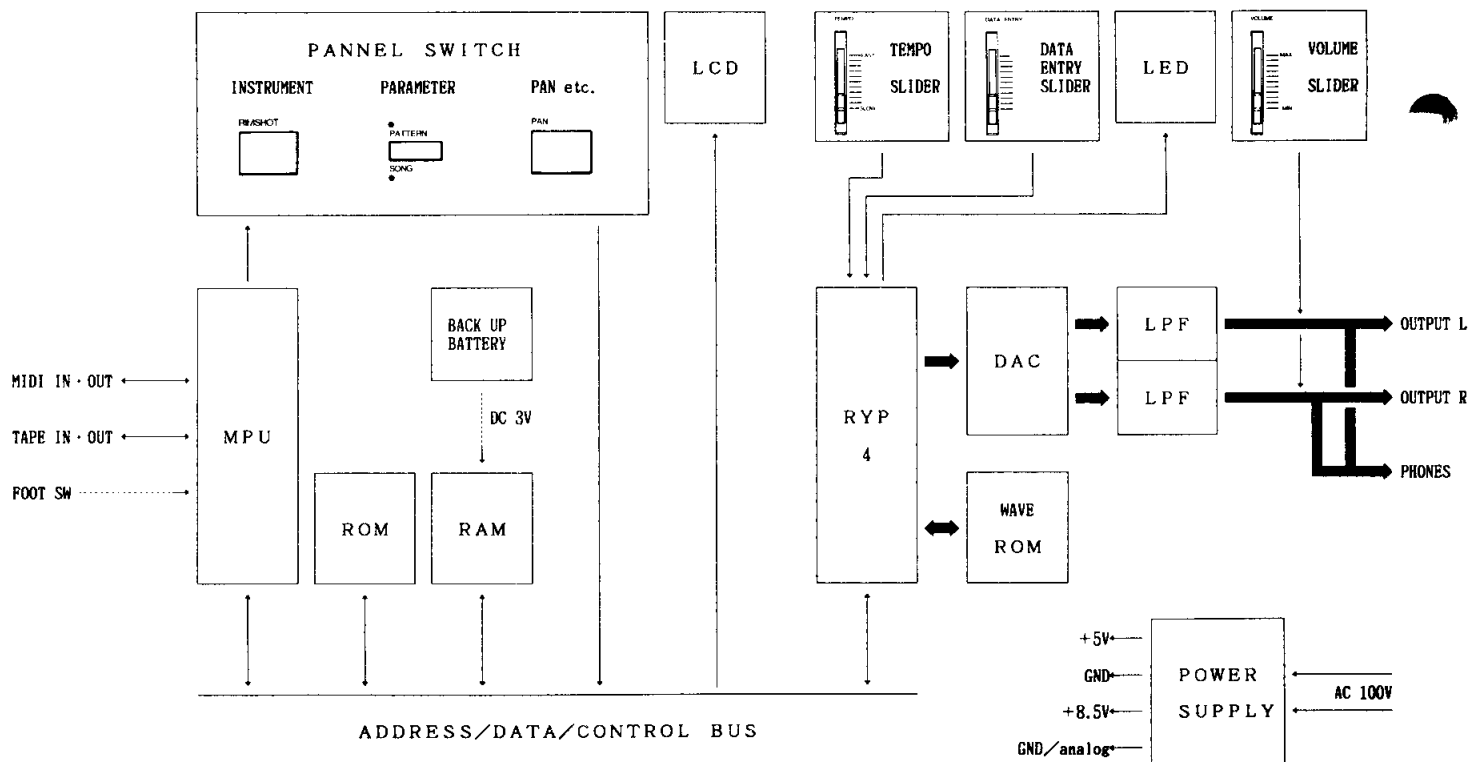 PANNEL SWITCH
INSTRUMENT
PARAMETER
PAN etc.
RIMSHOT
PATTERN
SONG
PAN
LCD
TEMPO
FAST
SLOW
TEMPO
SLIDER
DATA ENTRY
DATA
ENTRY
SLIDER
LED
VOLUME
MAX
MIN
VOLUME
SLIDER
MIDI IN・OUT
TAPE IN・OUT
FOOT SW
MPU
BACK UP
BATTERY
DC 3V
ROM
RAM
RYP
4
DAC
WAVE
ROM
LPF
LPF
OUTPUT L
OUTPUT R
PHONES
ADDRESS/DATA/CONTROL BUS
+5V
GND
+8.5V
GND/analog
POWER
SUPPLY
AC 100V